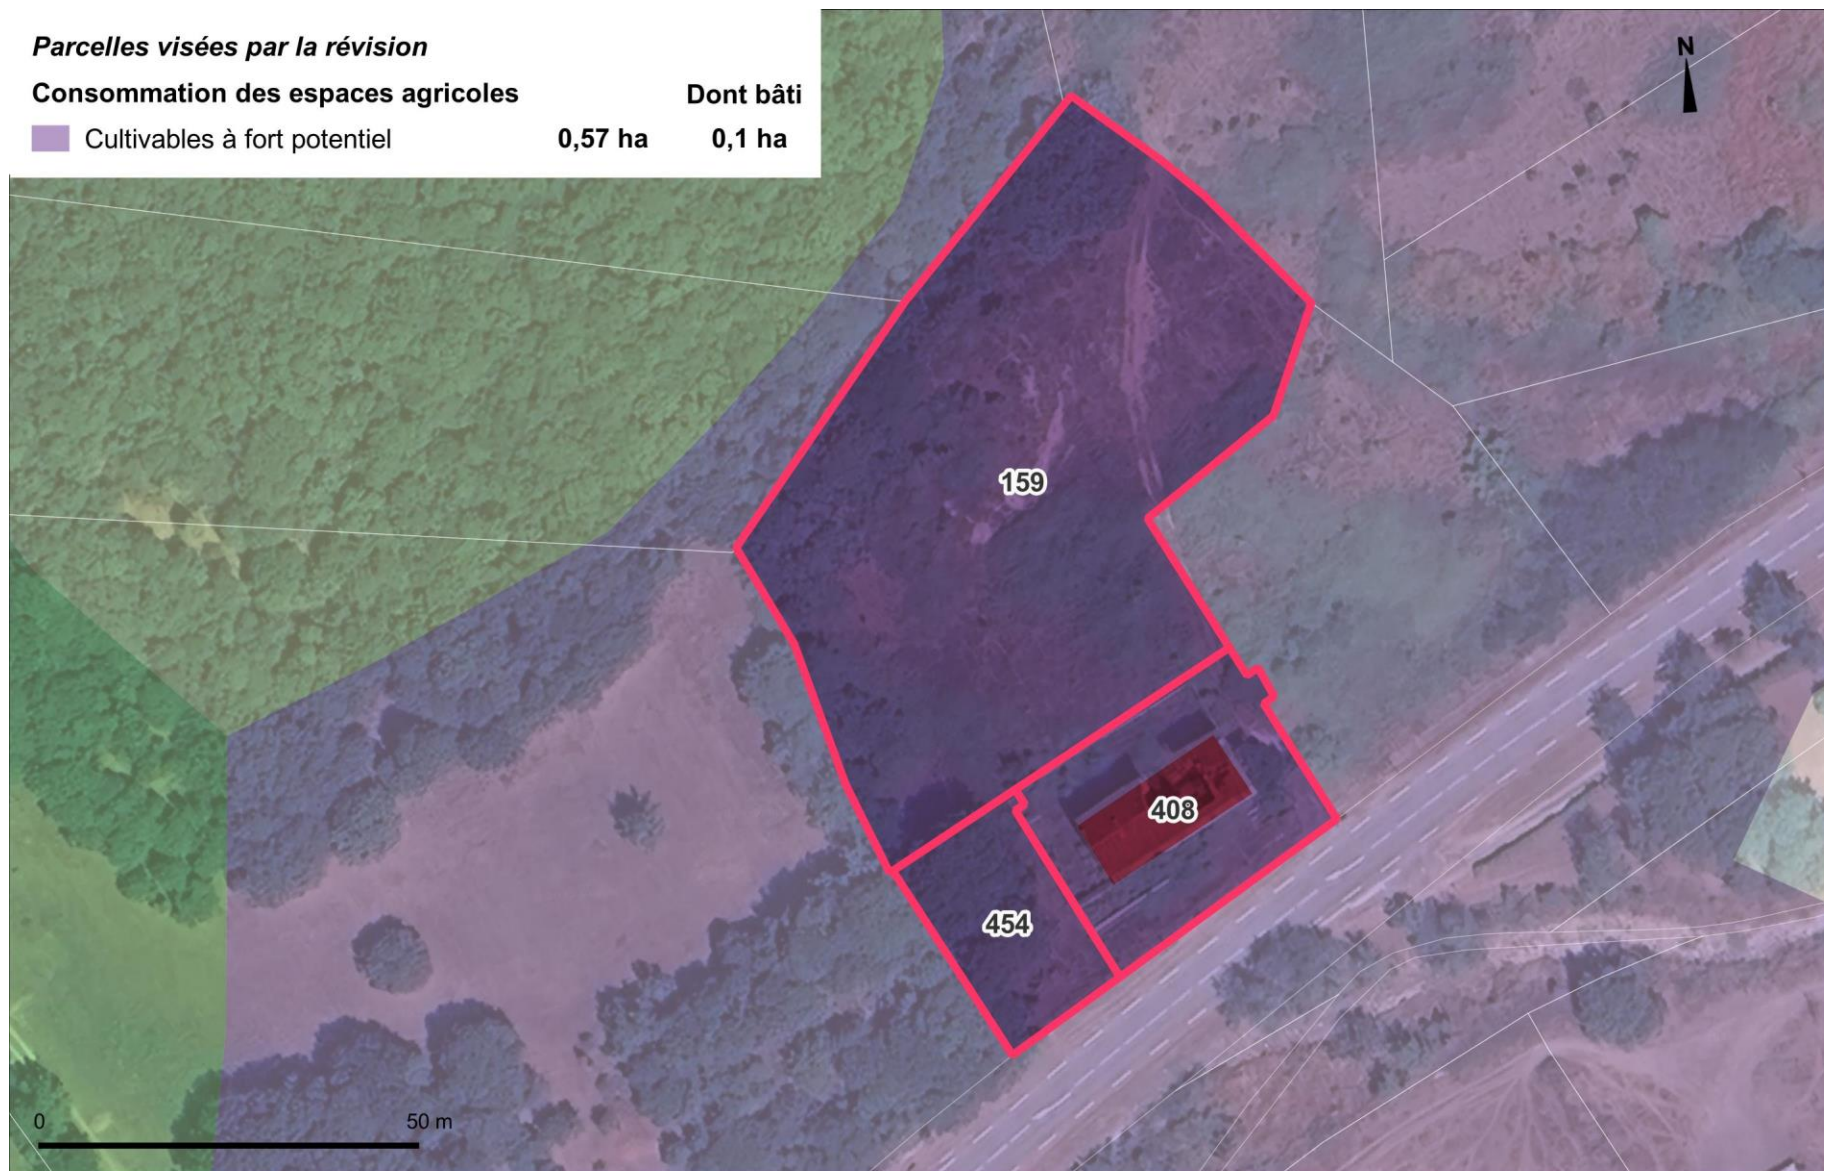 Parcelles visées par la révision
Consommation des espaces agricoles Dont bâti
Cultivables à fort potentiel 0,57 ha 0,1 ha
N
159
408
454
0 50 m